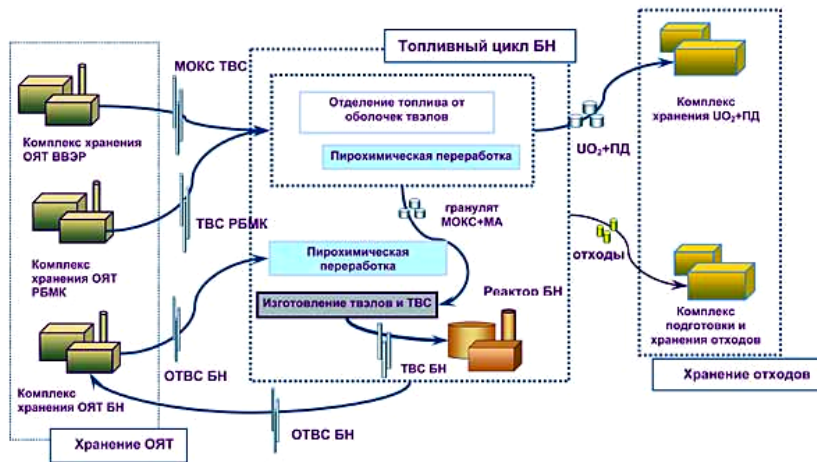 Топливный цикл БН
МОКС ТВС
Комплекс хранения
ОЯТ ВВЭР
Отделение топлива от
оболочек твэлов
Пирохимическая переработка
UO₂+ПД
Комплекс
хранения UO₂+ПД
ТВС РБМК
гранулят
МОКС+МА
Комплекс
хранения ОЯТ
РБМК
Пирохимическая
переработка
отходы
Изготовление твэлов и ТВС
Реактор БН
Комплекс
подготовки и
хранения отходов
ОТВС БН
ТВС БН
Комплекс
хранения ОЯТ БН
Хранение отходов
ОТВС БН
Хранение ОЯТ